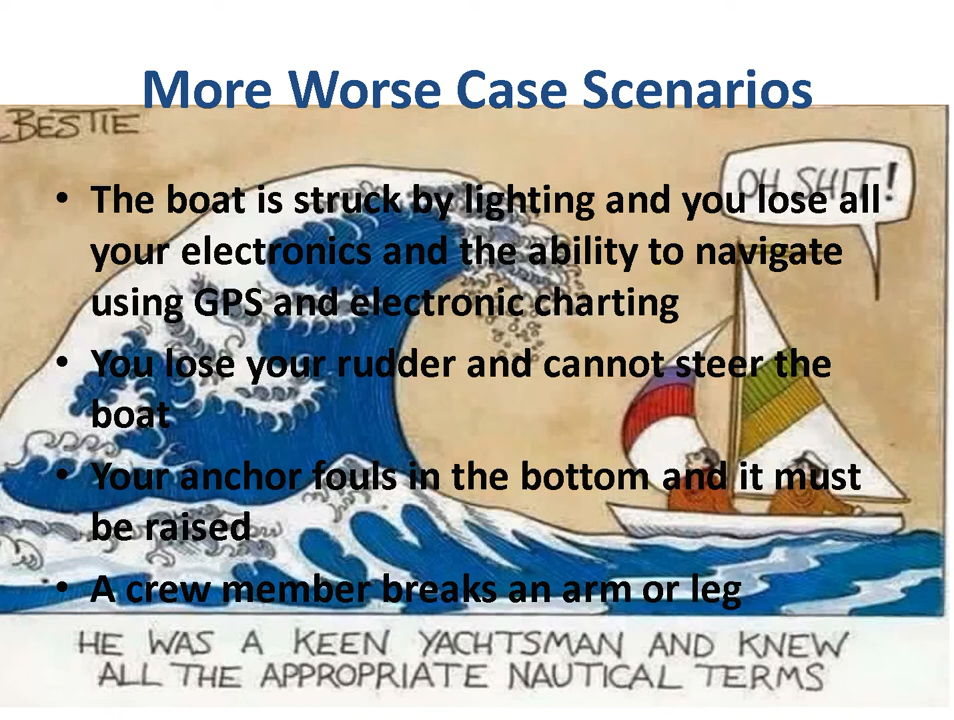 More Worse Case Scenarios
BESTIE
OH SHIT!
• The boat is struck by lighting and you lose all
your electronics and the ability to navigate
using GPS and electronic charting
• You lose your rudder and cannot steer the
boat
• Your anchor fouls in the bottom and it must
be raised
• A crew member breaks an arm or leg
HE WAS A KEEN YACHTSMAN AND KNEW
ALL THE APPROPRIATE NAUTICAL TERMS